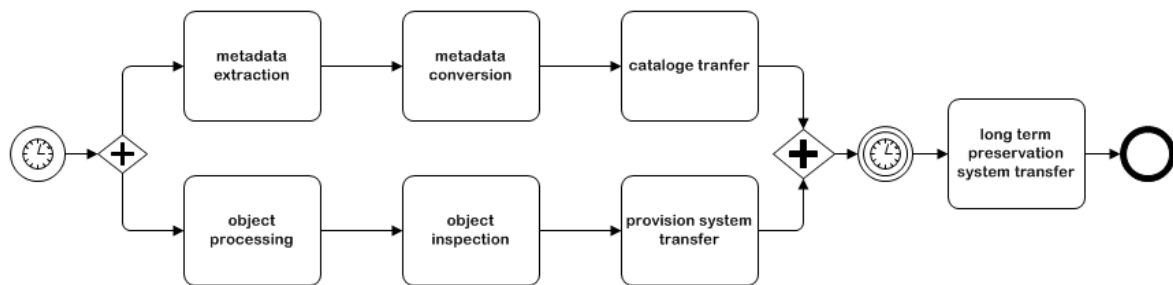 metadata
extraction
metadata
conversion
cataloge tranfer
object
processing
object
inspection
provision system
transfer
long term
preservation
system transfer